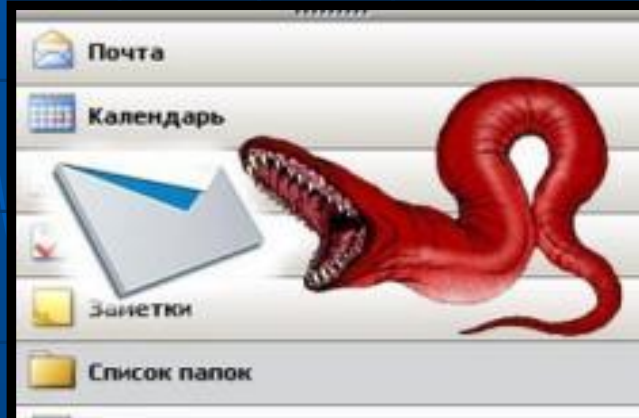 Почта
Календарь
Заметки
Список папок